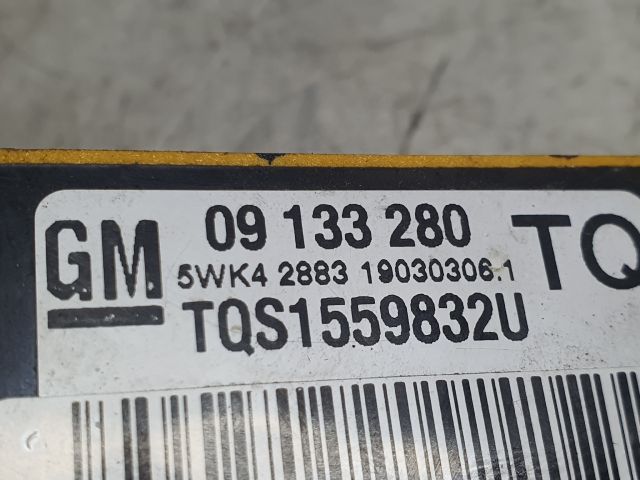 GM
09 133 280
TQ
5WK4 2883 19030306.1
TQS1559832U